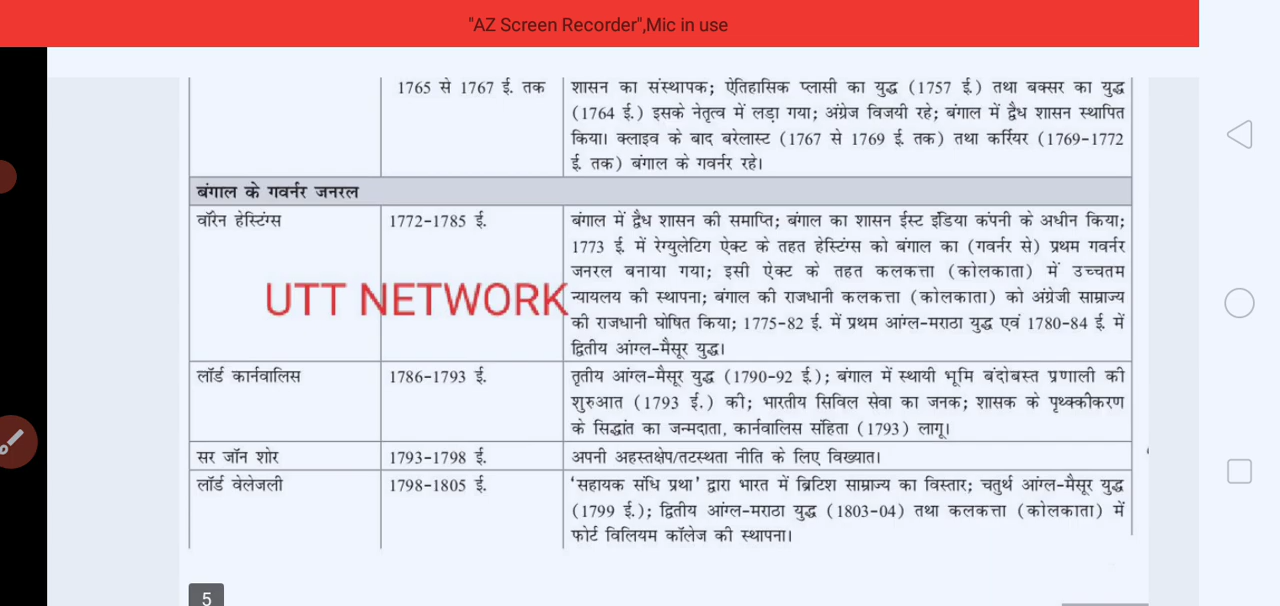 "AZ Screen Recorder",Mic in use
1765 से 1767 ई. तक
शासन का संस्थापक; ऐतिहासिक प्लासी का युद्ध (1757 ई.) तथा बक्सर का युद्ध
(1764 ई.) इसके नेतृत्व में लड़ा गया; अंग्रेज विजयी रहे; बंगाल में द्वैध शासन स्थापित
किया। क्लाइव के बाद बरेलास्ट (1767 से 1769 ई. तक) तथा कर्रियर (1769-1772
ई. तक) बंगाल के गवर्नर रहे।
बंगाल के गवर्नर जनरल
वॉरेन हेस्टिंग्स
1772-1785 ई.
बंगाल में द्वैध शासन की समाप्ति; बंगाल का शासन ईस्ट इंडिया कंपनी के अधीन किया;
1773 ई. में रेग्युलेटिग ऐक्ट के तहत हेस्टिंग्स को बंगाल का (गवर्नर से) प्रथम गवर्नर
जनरल बनाया गया; इसी ऐक्ट के तहत कलकत्ता (कोलकाता) में उच्चतम
न्यायलय की स्थापना; बंगाल की राजधानी कलकत्ता (कोलकाता) को अंग्रेजी साम्राज्य
की राजधानी घोषित किया; 1775-82 ई. में प्रथम आंग्ल-मराठा युद्ध एवं 1780-84 ई. में
द्वितीय आंग्ल-मैसूर युद्ध।
UTT NETWORK
लॉर्ड कार्नवालिस
1786-1793 ई.
तृतीय आंग्ल-मैसूर युद्ध (1790-92 ई.); बंगाल में स्थायी भूमि बंदोबस्त प्रणाली की
शुरुआत (1793 ई.) की; भारतीय सिविल सेवा का जनक; शासक के पृथ्क्कीकरण
के सिद्धांत का जन्मदाता, कार्नवालिस संहिता (1793) लागू।
सर जॉन शोर
1793-1798 ई.
अपनी अहस्तक्षेप/तटस्थता नीति के लिए विख्यात।
लॉर्ड वेलेजली
1798-1805 ई.
'सहायक संधि प्रथा' द्वारा भारत में ब्रिटिश साम्राज्य का विस्तार; चतुर्थ आंग्ल-मैसूर युद्ध
(1799 ई.); द्वितीय आंग्ल-मराठा युद्ध (1803-04) तथा कलकत्ता (कोलकाता) में
फोर्ट विलियम कॉलेज की स्थापना।
5